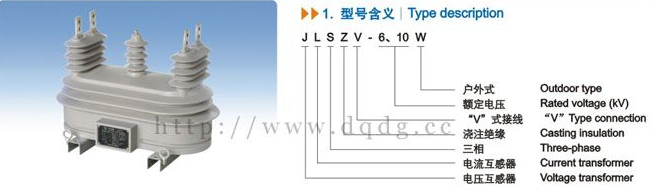 ▶▶ 1. 型号含义 | Type description
J L S Z V - 6、10 W
户外式 Outdoor type
额定电压 Rated voltage (kV)
“V”式接线 “V”Type connection
浇注绝缘 Casting insulation
三相 Three-phase
电流互感器 Current transformer
电压互感器 Voltage transformer
http://www.dqdg.cc